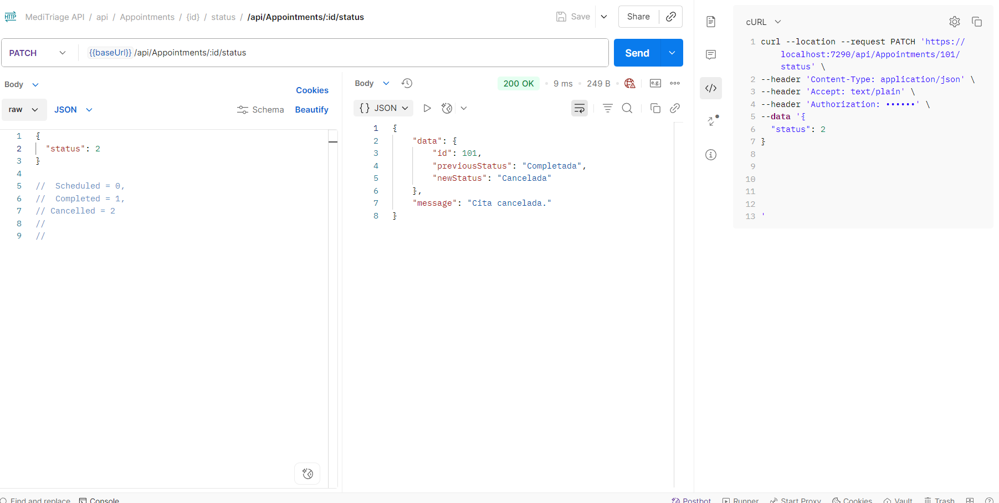 HTTP MediTriage API / api / Appointments / {id} / status / /api/Appointments/:id/status Save Share
PATCH {{baseUrl}} /api/Appointments/:id/status Send
Body
Cookies
raw JSON Schema Beautify
1 {
2 "status": 2
3 }
4
5 // Scheduled = 0,
6 // Completed = 1,
7 // Cancelled = 2
8 //
9 //
Body 200 OK • 9 ms • 249 B • e.g.
{} JSON
1 {
2 "data": {
3 "id": 101,
4 "previousStatus": "Completada",
5 "newStatus": "Cancelada"
6 },
7 "message": "Cita cancelada."
8 }
cURL
1 curl --location --request PATCH 'https://
localhost:7290/api/Appointments/101/
status' \
2 --header 'Content-Type: application/json' \
3 --header 'Accept: text/plain' \
4 --header 'Authorization: ••••••' \
5 --data '{
6 "status": 2
7 }
8
9
10
11
12
13 '
Find and replace Console Postbot Runner Start Proxy Cookies Vault Trash